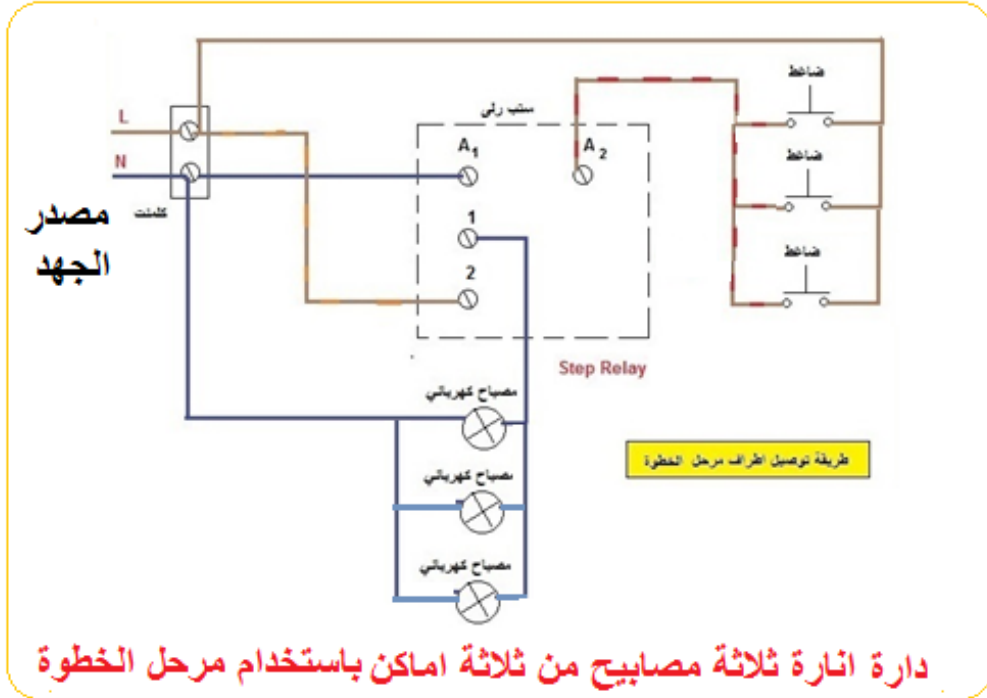 ضاغط
L
ستب رلي
A1
A2
ضاغط
N
كلمنت
مصدر
الجهد
1
ضاغط
2
Step Relay
مصباح كهربائي
طريقة توصيل اطراف مرحل الخطوة
مصباح كهربائي
مصباح كهربائي
دارة انارة ثلاثة مصابيح من ثلاثة اماكن باستخدام مرحل الخطوة